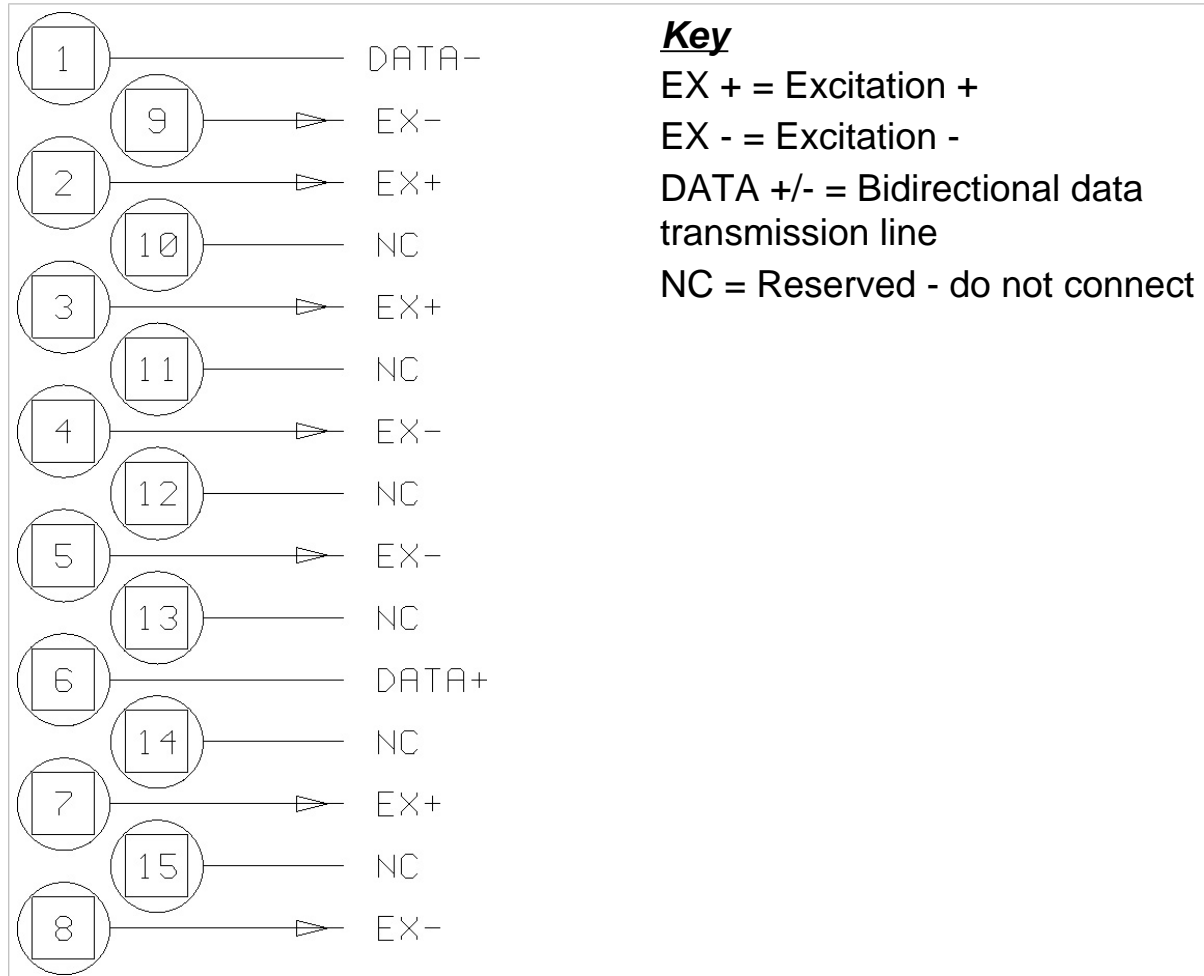 1 DATA-
9 EX-
2 EX+
10 NC
3 EX+
11 NC
4 EX-
12 NC
5 EX-
13 NC
6 DATA+
14 NC
7 EX+
15 NC
8 EX-
Key
EX + = Excitation +
EX - = Excitation -
DATA +/- = Bidirectional data
transmission line
NC = Reserved - do not connect